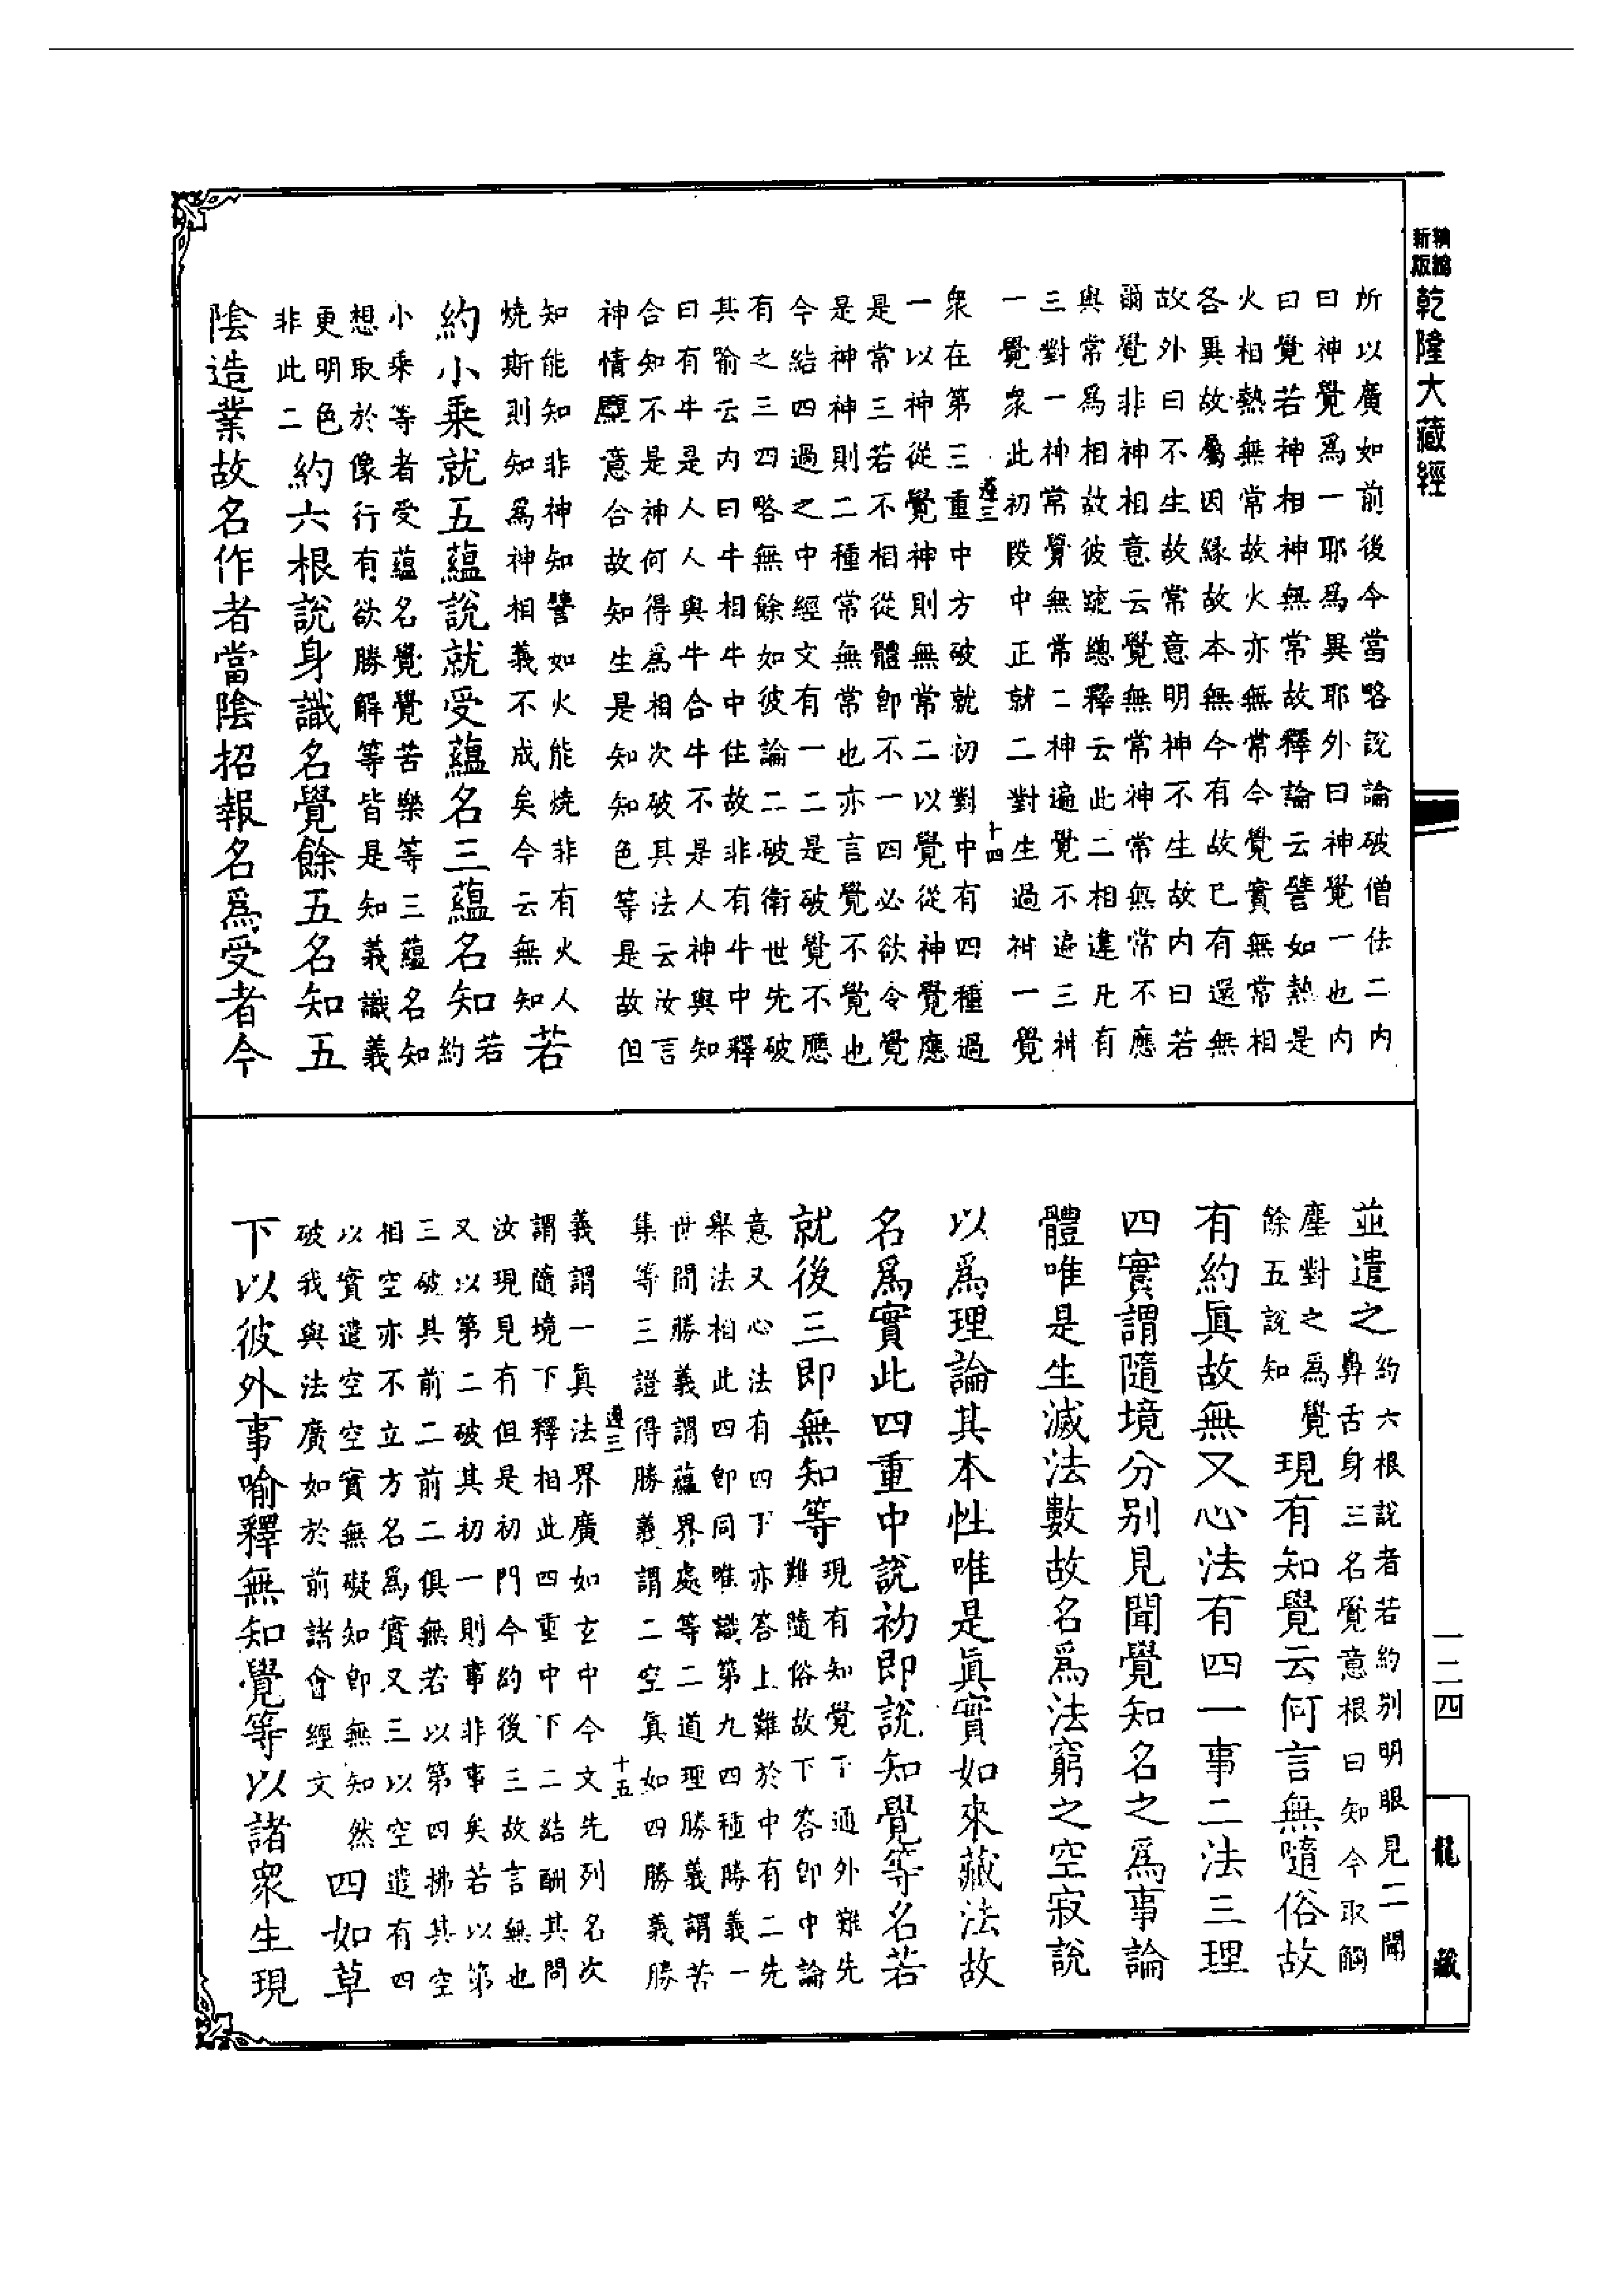 新版精縮
乾隆大藏經
所以廣如前後今當略說論破僧佉二內
曰神覺爲一耶爲異耶外曰神覺一也內
曰覺若神相神無常故釋論云譬如熱是
火相熱無常故火亦無常今覺實無常相
各異故屬因緣故本無今有故已有還無
故外曰不生故常意明神不生故內曰若
爾覺非神相意云覺無常神常無常不應
與常爲相故彼䟽總釋云此二相違凡有
三對一神常覺無常二神遍覺不遍三神
一覺衆此初段中正就二對生過神一覺
衆在第三重中方破就初對中有四種過
一以神從覺神則無常二以覺從神覺應
是常三若不相從體即不一四必欲令覺
是神神則二種常無常也亦言覺不覺也
今結四過之中經文有一二是破覺不應
有之三四略無餘如彼論二破衛世先破
其喻云內曰牛相牛中住故非有牛中釋
曰有牛是人人與牛合牛不是人神與知
合知不是神何得爲相次破其法云汝言
神情塵意合故知生是知知色等是故但
知能知非神知譬如火能燒非有火人
燒斯則知爲神相義不成矣今云無知
若
約小乘就五蘊說就受蘊名三蘊名知
若
約
小乘等者受蘊名覺覺苦樂等三蘊名知
想取於像行有欲勝解等皆是知義識義
更明色
非此二
約六根說身識名覺餘五名知五
陰造業故名作者當陰招報名爲受者今
遵三
十四
並遣之
約六根說者若約別明眼見二聞
鼻舌身三名覺意根曰知今取觸
塵對之爲覺
餘五說知
現有知覺云何言無隨俗故
有約眞故無又心法有四一事二法三理
四實謂隨境分別見聞覺知名之爲事論
體唯是生滅法數故名爲法窮之空寂說
以爲理論其本性唯是眞實如來藏法故
名爲實此四重中說初即說知覺等名若
就後三即無知等
現有知覺下通外難先
難隨俗故下答即中論
意又心法有四下亦答上難於中有二先
舉法相此四即同唯識第九四種勝義一
世間勝義謂蘊界處等二道理勝義謂苦
集等三證得勝義謂二空眞如四勝義勝
義謂一眞法界廣如玄中今文先列名次
謂隨境下釋相此四重中下二結酬其問
汝現見有但是初門今約後三故言無也
又以第二破其初一則事非事矣若以第
三破其前二前二俱無若以第四拂其空
相空亦不立方名爲實又三以空遣有四
以實遣空空實無礙知即無知然
破我與法廣如於前諸會經文
四如草
下以彼外事喻釋無知覺等以諸衆生現
遵三
十五
一二四
龍藏